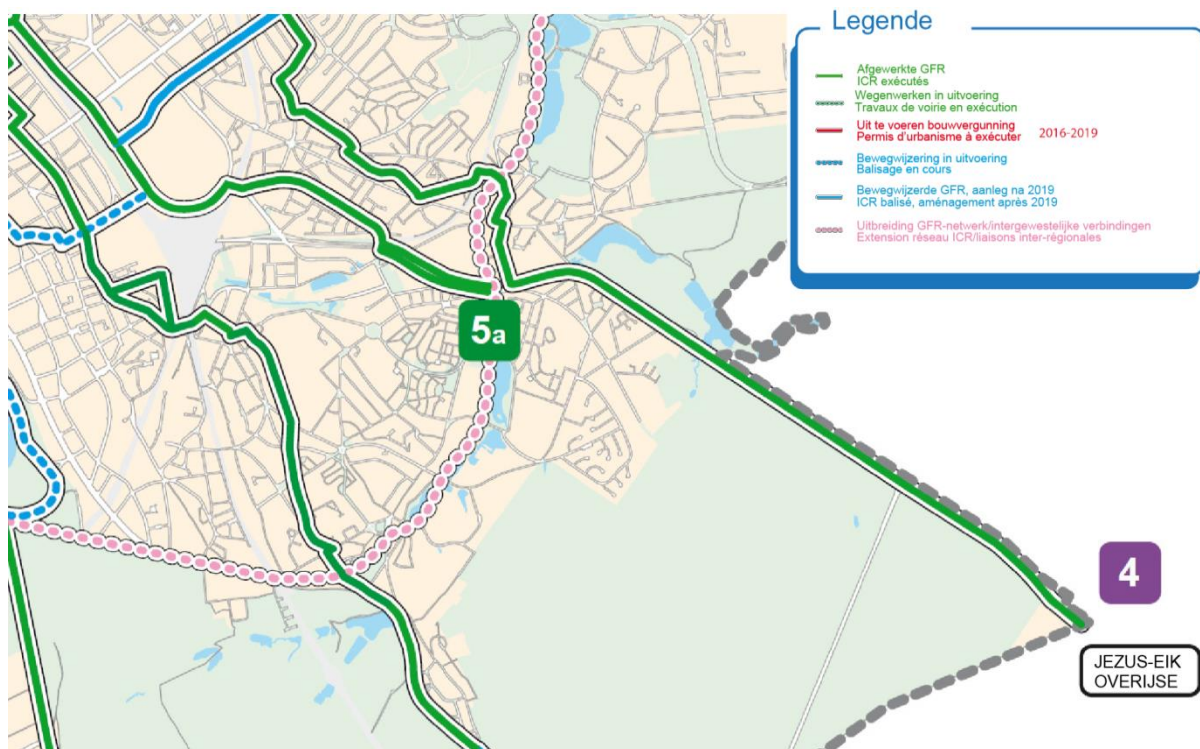 Legende
Afgewerkte GFR
ICR exécutés
Wegenwerken in uitvoering
Travaux de voirie en exécution
Uit te voeren bouwvergunning
Permis d'urbanisme à exécuter 2016-2019
Bewegwijzering in uitvoering
Balisage en cours
Bewegwijzerde GFR, aanleg na 2019
ICR balisé, aménagement après 2019
Uitbreiding GFR-netwerk/intergewestelijke verbindingen
Extension réseau ICR/liaisons inter-régionales
5a
4
JEZUS-EIK
OVERIJSE